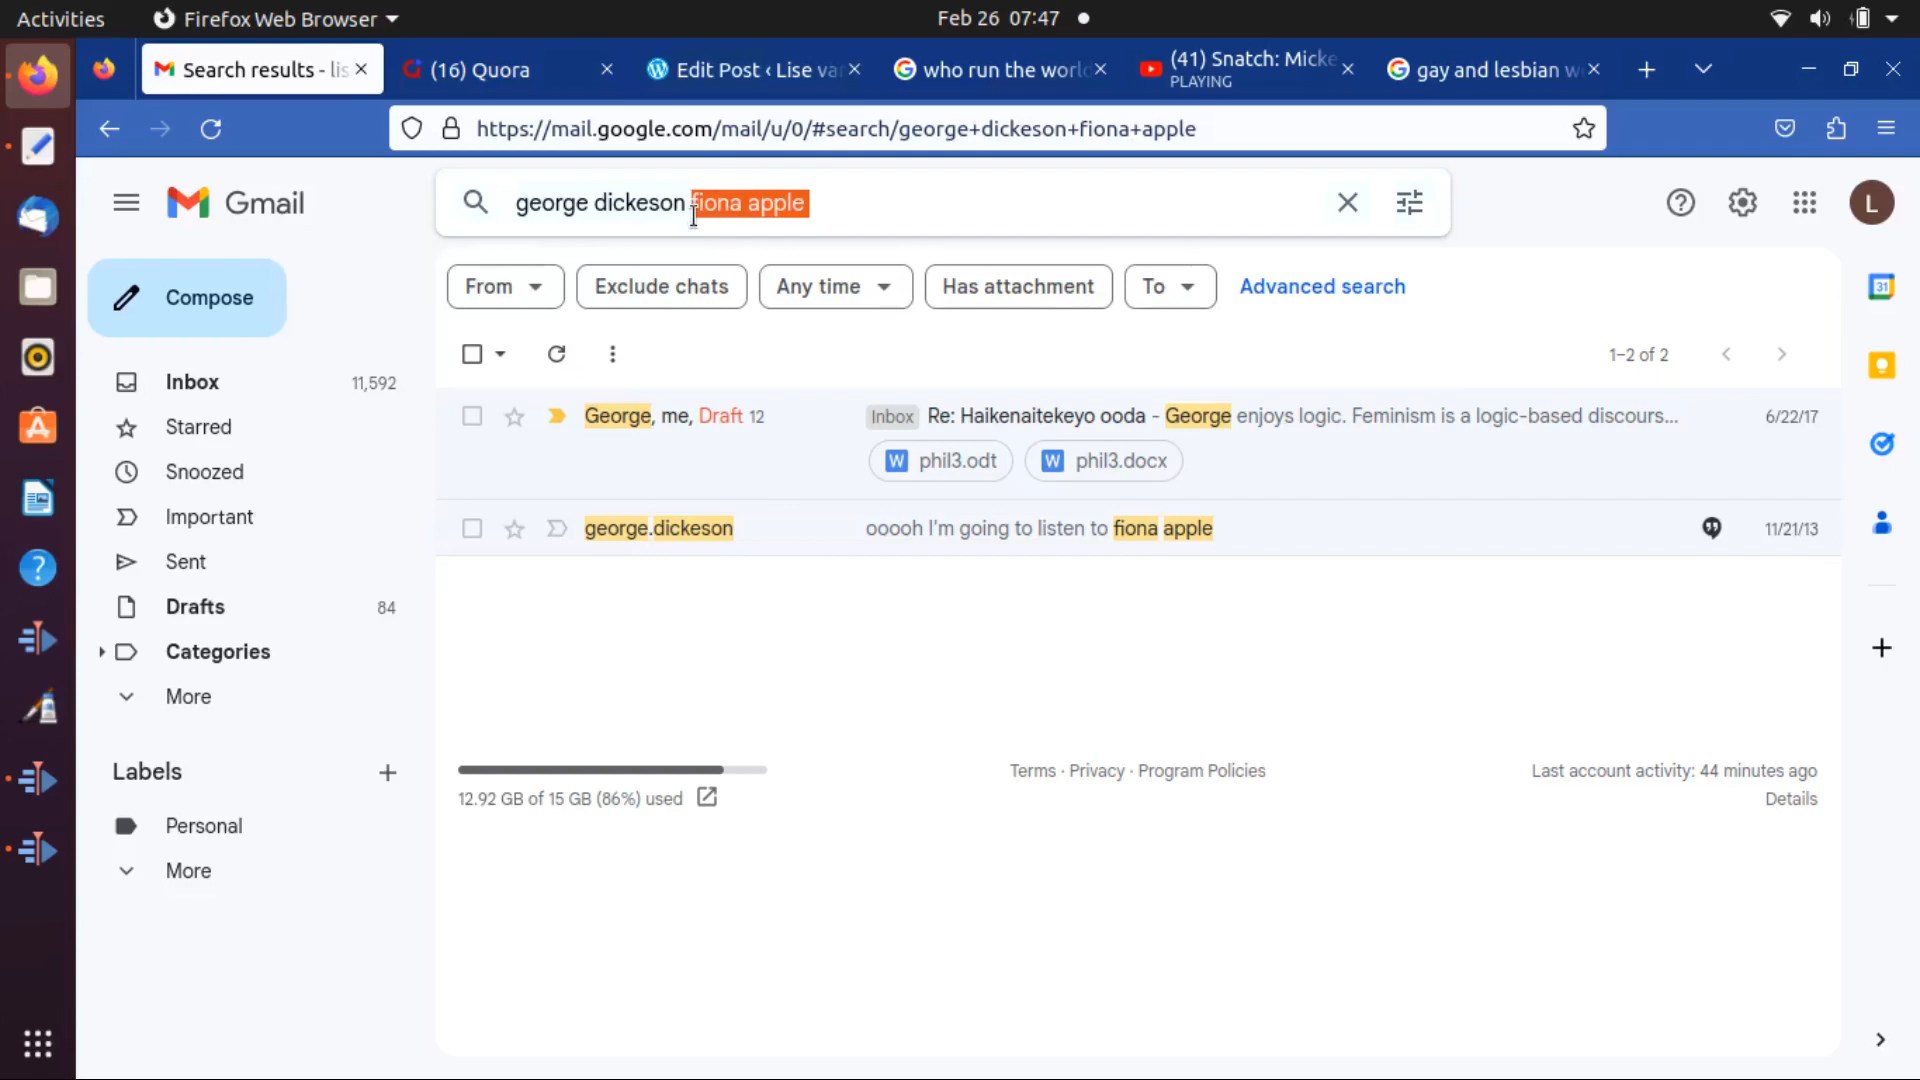 Activities
Firefox Web Browser
Feb 26 07:47
Search results - lis
(16) Quora
Edit Post ‹ Lise va
who run the worl
(41) Snatch: Micke
PLAYING
gay and lesbian w
https://mail.google.com/mail/u/0/#search/george+dickeson+fiona+apple
Gmail
george dickeson fiona apple
L
Compose
From
Exclude chats
Any time
Has attachment
To
Advanced search
1–2 of 2
Inbox 11,592
Starred
Snoozed
Important
Sent
Drafts 84
Categories
More
Labels
Personal
More
George, me, Draft 12
Inbox Re: Haikenaitekeyo ooda - George enjoys logic. Feminism is a logic-based discours...
6/22/17
W phil3.odt
W phil3.docx
george.dickeson
ooooh I'm going to listen to fiona apple
11/21/13
12.92 GB of 15 GB (86%) used
Terms · Privacy · Program Policies
Last account activity: 44 minutes ago
Details
31